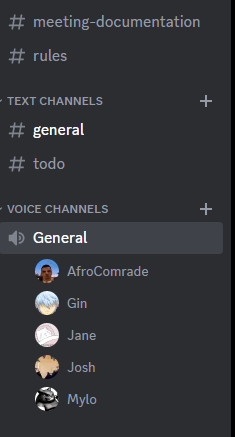 # meeting-documentation
# rules
TEXT CHANNELS +
# general
# todo
VOICE CHANNELS +
General
AfroComrade
Gin
Jane
Josh
Mylo